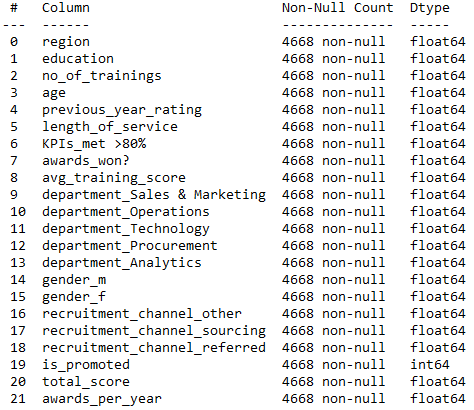 #   Column                        Non-Null Count  Dtype
---  ------                        --------------  -----
0   region                        4668 non-null   float64
1   education                     4668 non-null   float64
2   no_of_trainings               4668 non-null   float64
3   age                           4668 non-null   float64
4   previous_year_rating          4668 non-null   float64
5   length_of_service             4668 non-null   float64
6   KPIs_met >80%                 4668 non-null   float64
7   awards_won?                   4668 non-null   float64
8   avg_training_score            4668 non-null   float64
9   department_Sales & Marketing  4668 non-null   float64
10  department_Operations         4668 non-null   float64
11  department_Technology         4668 non-null   float64
12  department_Procurement        4668 non-null   float64
13  department_Analytics          4668 non-null   float64
14  gender_m                      4668 non-null   float64
15  gender_f                      4668 non-null   float64
16  recruitment_channel_other     4668 non-null   float64
17  recruitment_channel_sourcing  4668 non-null   float64
18  recruitment_channel_referred  4668 non-null   float64
19  is_promoted                   4668 non-null   int64
20  total_score                   4668 non-null   float64
21  awards_per_year               4668 non-null   float64